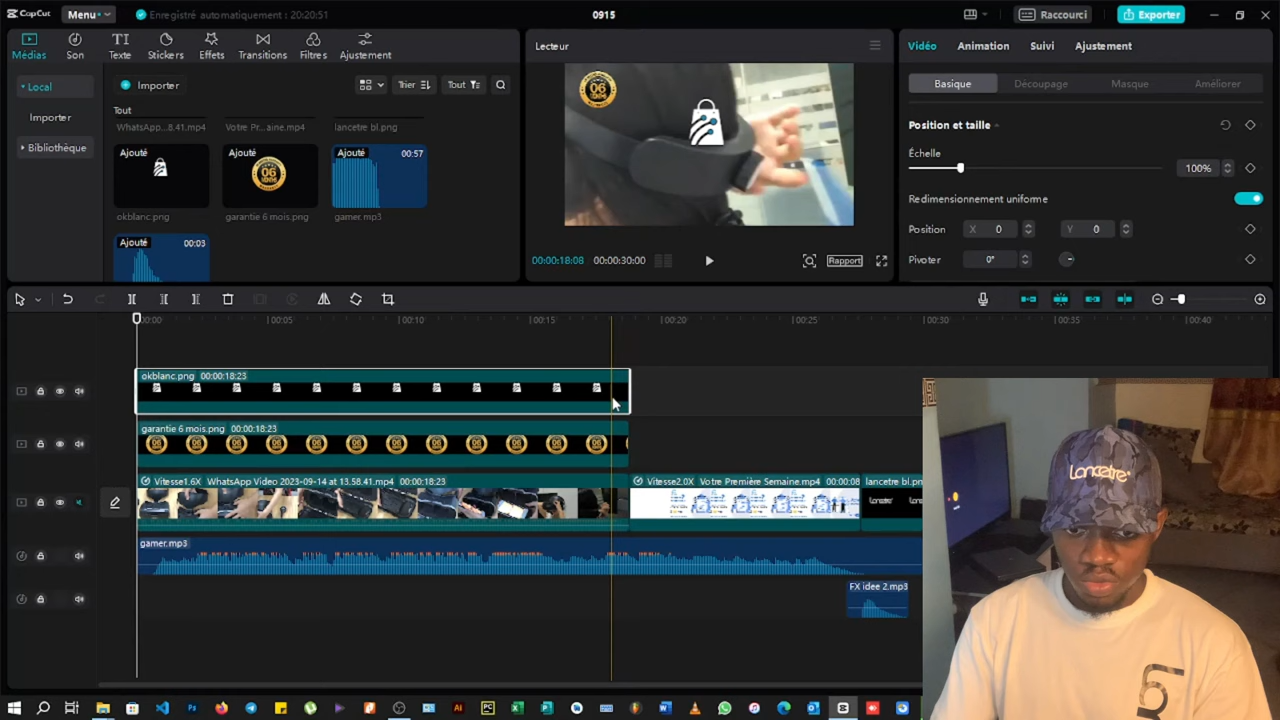 CapCut
Menu
Enregistré automatiquement : 20:20:51
0915
Raccourci
Exporter
Médias
Son
Texte
Stickers
Effets
Transitions
Filtres
Ajustement
Local
Importer
Bibliothèque
Importer
Trier
Tout
Tout
WhatsApp...8.41.mp4
Votre Pr...aine.mp4
lancetre bl.png
Ajouté
okblanc.png
Ajouté
06
MONTHS
garantie 6 mois.png
Ajouté
00:57
gamer.mp3
Ajouté
00:03
Lecteur
06
MONTHS
00:00:18:08
00:00:30:00
Rapport
Vidéo
Animation
Suivi
Ajustement
Basique
Découpage
Masque
Améliorer
Position et taille
Échelle
100%
Redimensionnement uniforme
Position
X
0
Y
0
Pivoter
0°
00:00
00:05
00:10
00:15
00:20
00:25
00:30
00:35
00:40
okblanc.png
00:00:18:23
garantie 6 mois.png
00:00:18:23
Vitesse1.6X
WhatsApp Video 2023-09-14 at 13.58.41.mp4
00:00:18:23
Vitesse2.0X
Votre Première Semaine.mp4
00:00:08
lancetre bl.pn
gamer.mp3
FX idee 2.mp3
Lancetre